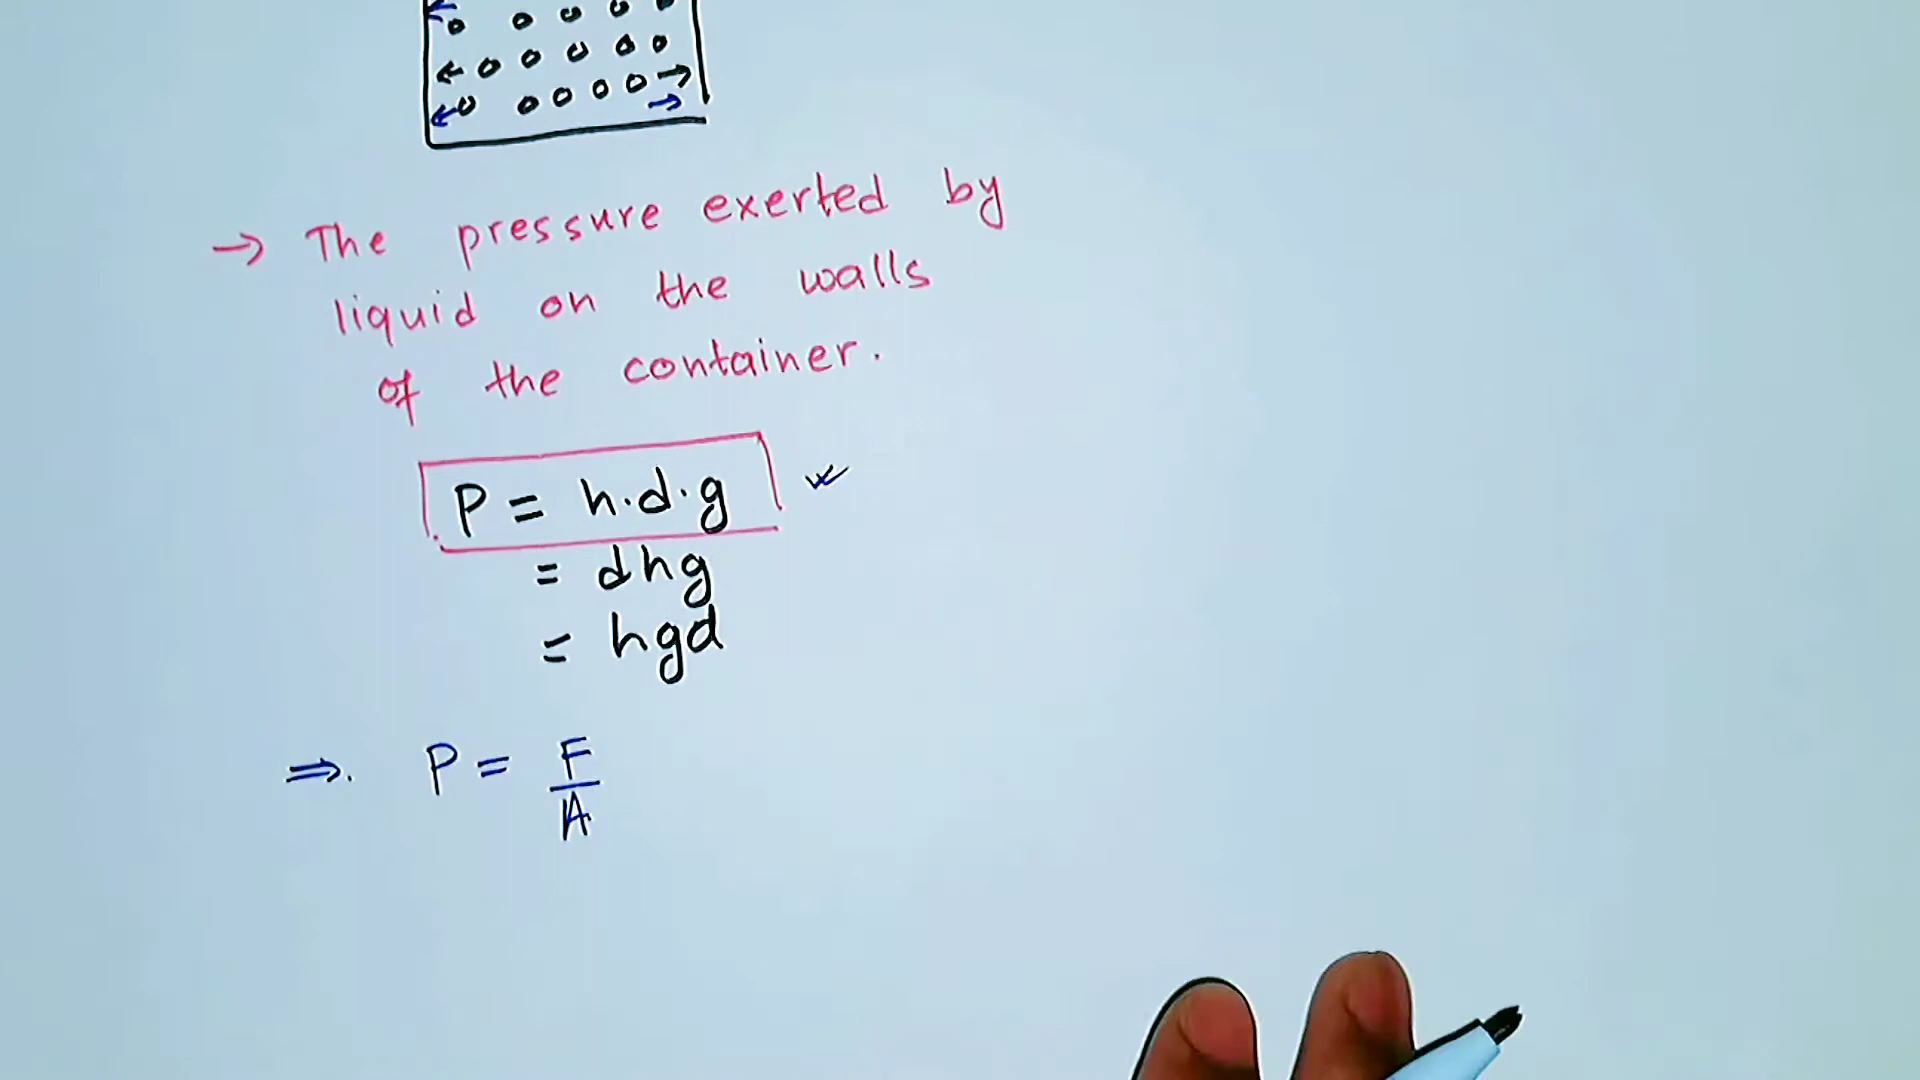 → The pressure exerted by
liquid on the walls
of the container.
P = h·d·g
= dhg
= hgd
⇒. P = F/A